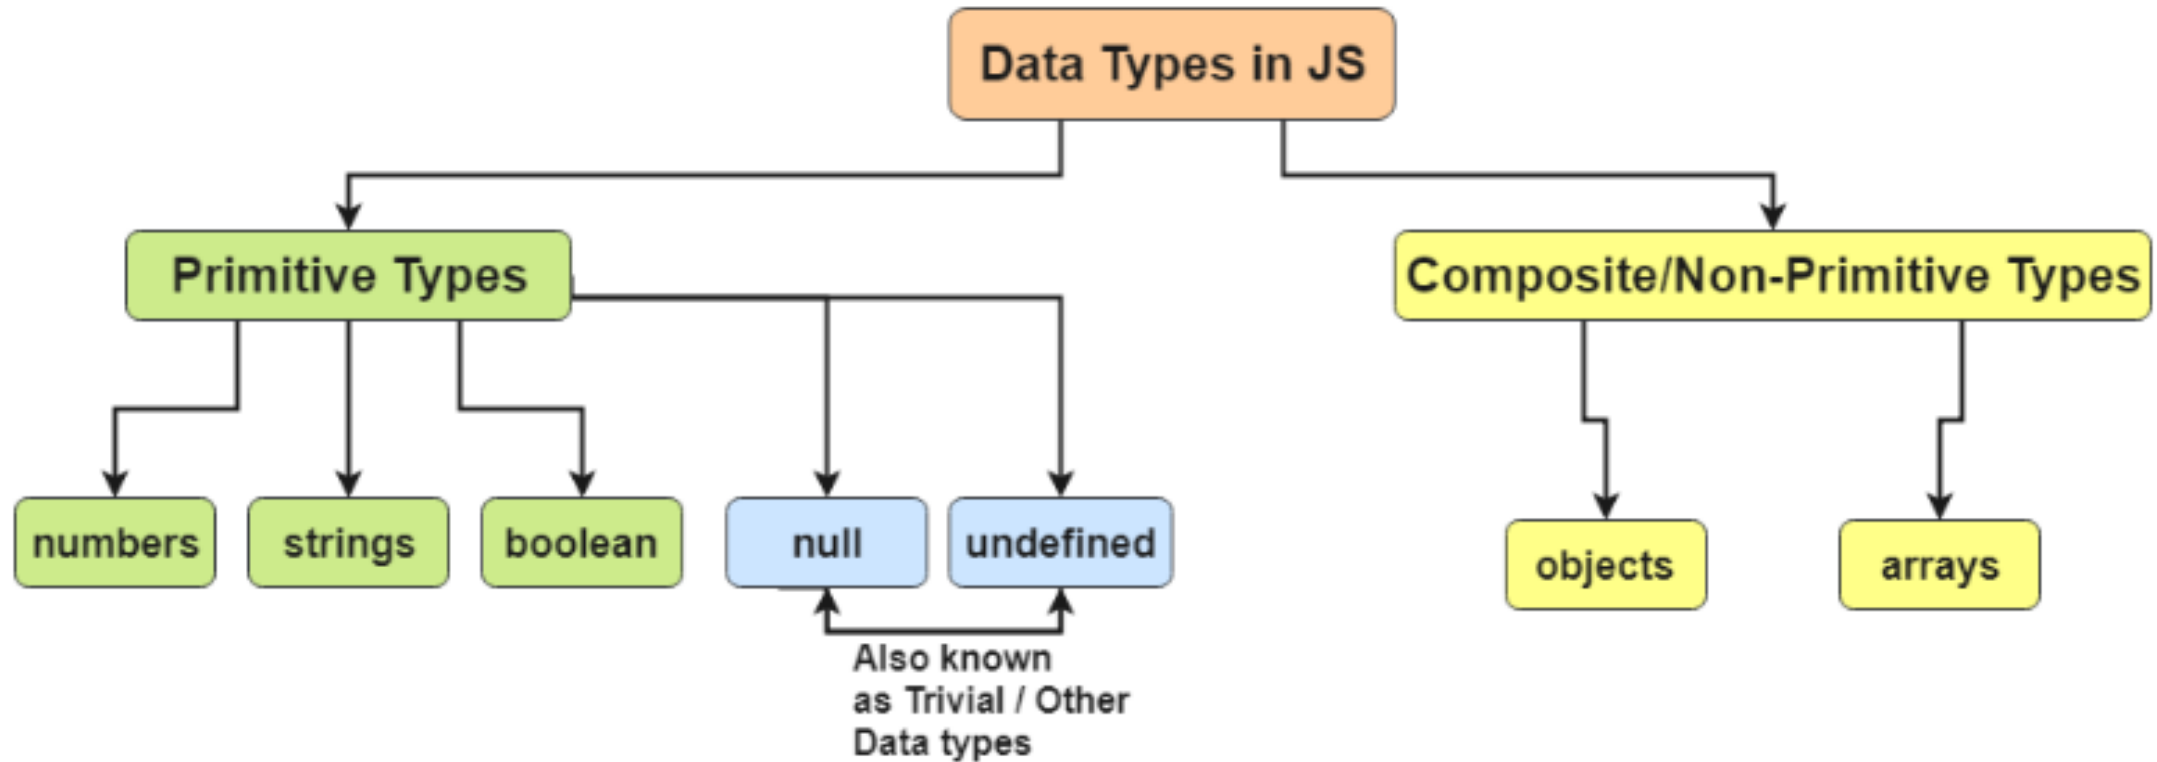 Data Types in JS
Primitive Types
Composite/Non-Primitive Types
numbers
strings
boolean
null
undefined
objects
arrays
Also known
as Trivial / Other
Data types